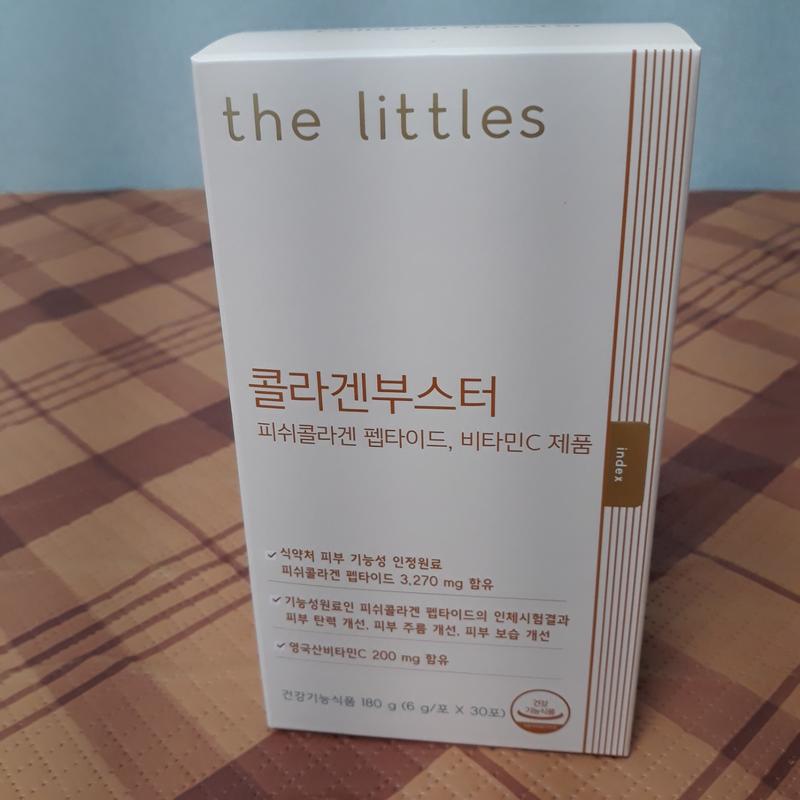 the littles
콜라겐부스터
피쉬콜라겐 펩타이드, 비타민C 제품
index
식약처 피부 기능성 인정원료
피쉬콜라겐 펩타이드 3,270 mg 함유
기능성원료인 피쉬콜라겐 펩타이드의 인체시험결과
피부 탄력 개선, 피부 주름 개선, 피부 보습 개선
영국산비타민C 200 mg 함유
건강기능식품 180 g (6 g/포 X 30포)
건강
기능식품